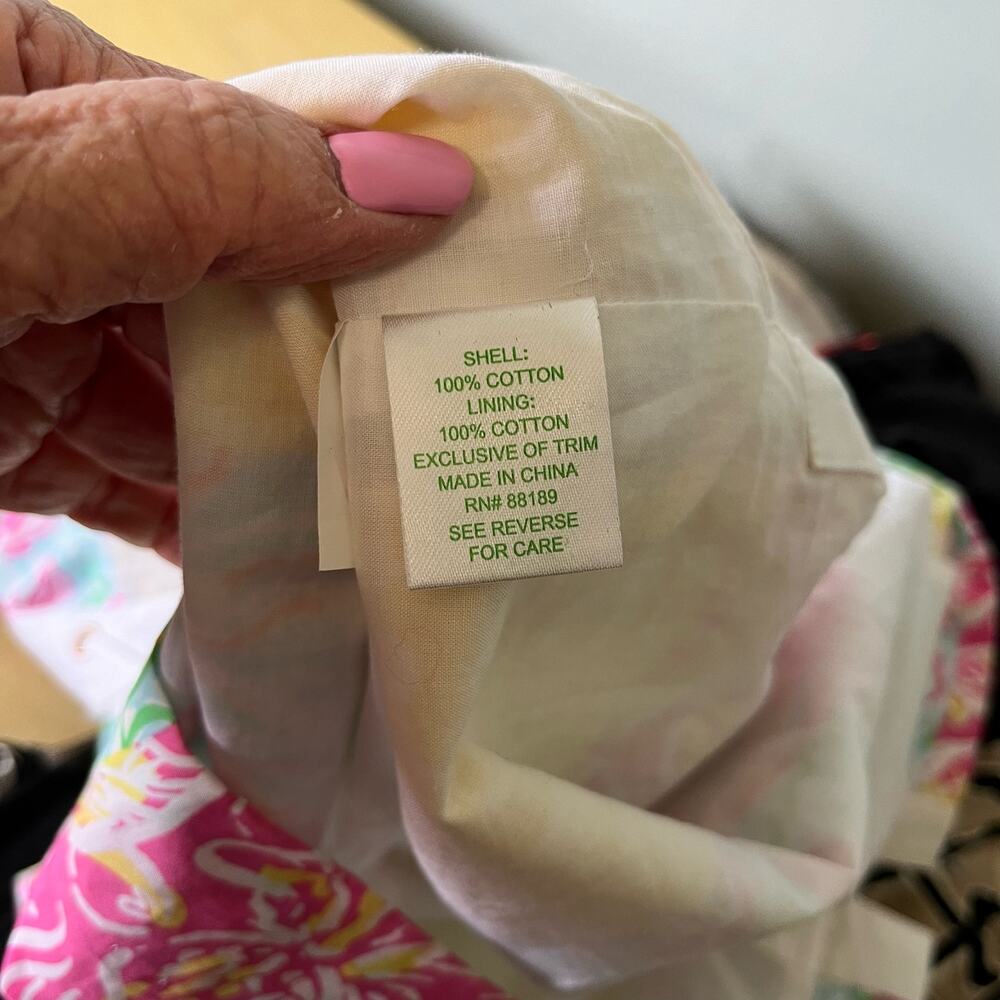 SHELL:
100% COTTON
LINING:
100% COTTON
EXCLUSIVE OF TRIM
MADE IN CHINA
RN# 88189
SEE REVERSE
FOR CARE